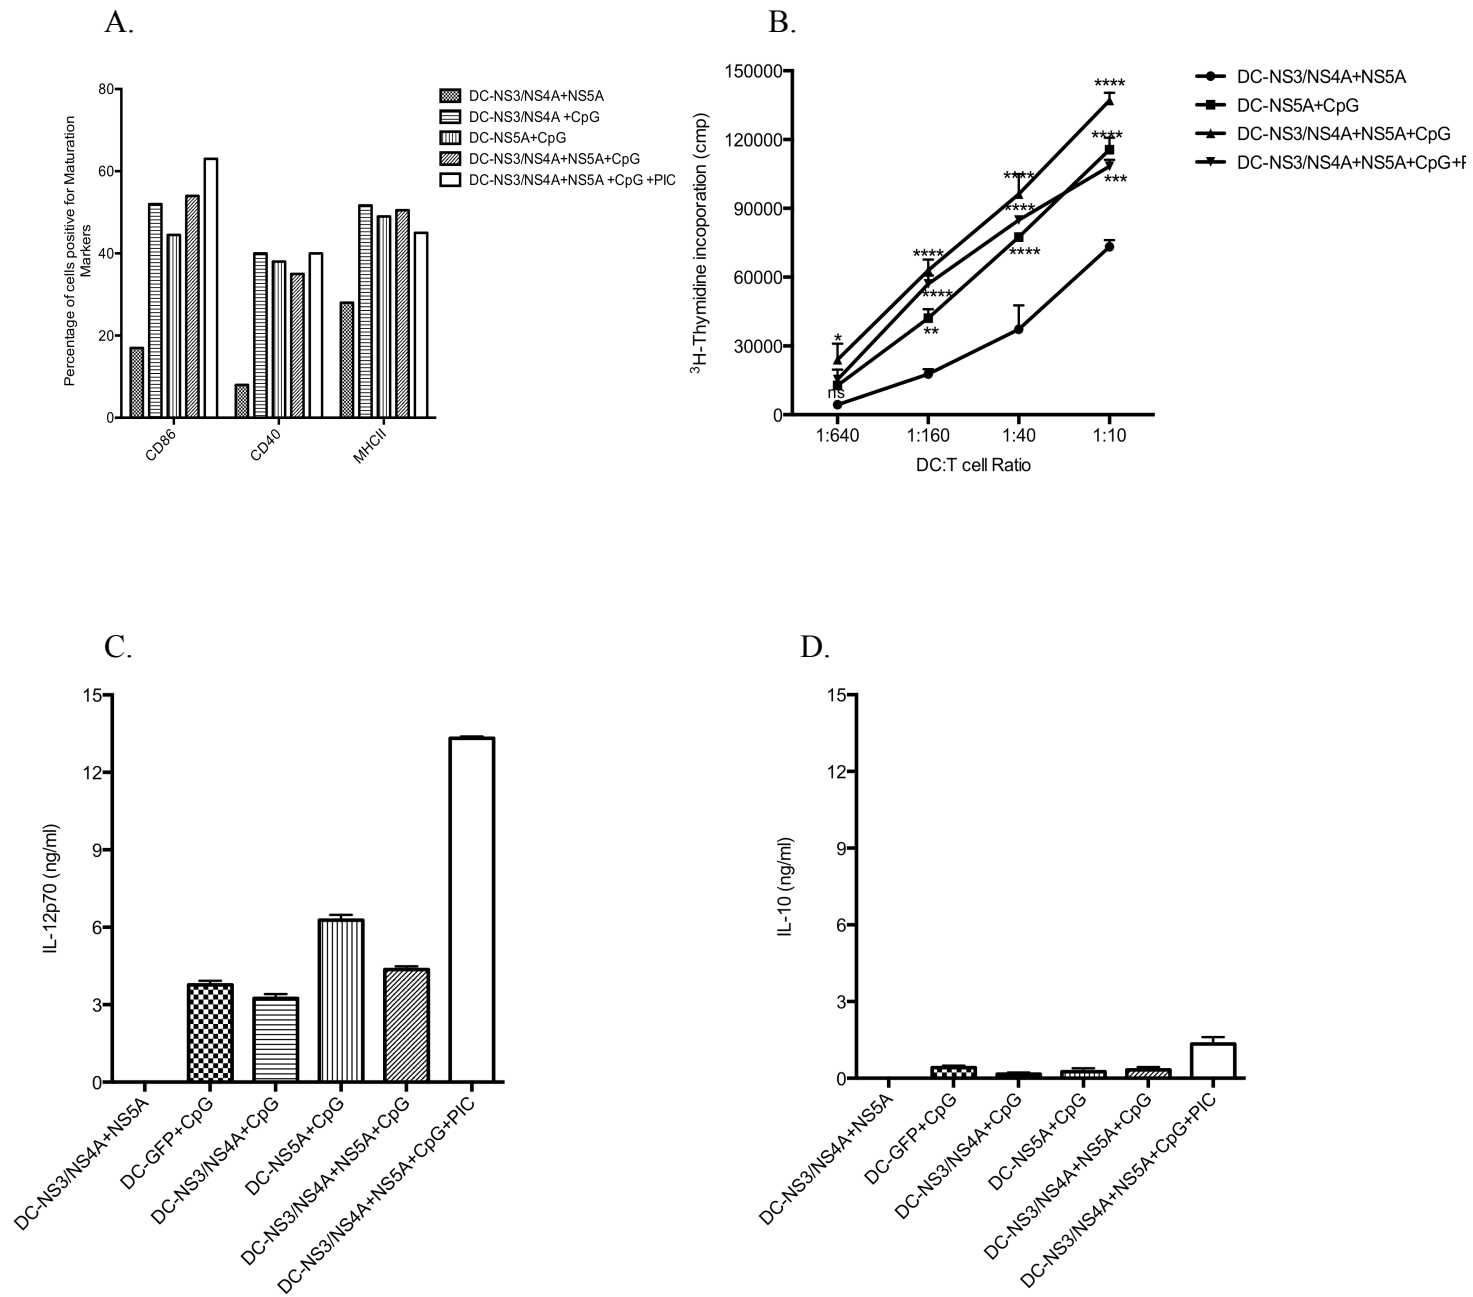 A.
B.
80
60
40
20
0
Percentage of cells positive for Maturation
Markers
CD86
CD40
MHCII
DC-NS3/NS4A+NS5A
DC-NS3/NS4A +CpG
DC-NS5A+CpG
DC-NS3/NS4A+NS5A+CpG
DC-NS3/NS4A+NS5A +CpG +PIC
150000
120000
90000
60000
30000
0
3H-Thymidine incoporation (cmp)
*
ns
****
****
**
****
****
****
****
****
***
1:640
1:160
1:40
1:10
DC:T cell Ratio
DC-NS3/NS4A+NS5A
DC-NS5A+CpG
DC-NS3/NS4A+NS5A+CpG
DC-NS3/NS4A+NS5A+CpG+F
C.
15
12
9
6
3
0
IL-12p70 (ng/ml)
DC-NS3/NS4A+NS5A
DC-GFP+CpG
DC-NS3/NS4A+CpG
DC-NS5A+CpG
DC-NS3/NS4A+NS5A+CpG
DC-NS3/NS4A+NS5A+CpG+PIC
D.
15
12
9
6
3
0
IL-10 (ng/ml)
DC-NS3/NS4A+NS5A
DC-GFP+CpG
DC-NS3/NS4A+CpG
DC-NS5A+CpG
DC-NS3/NS4A+NS5A+CpG
DC-NS3/NS4A+NS5A+CpG+PIC